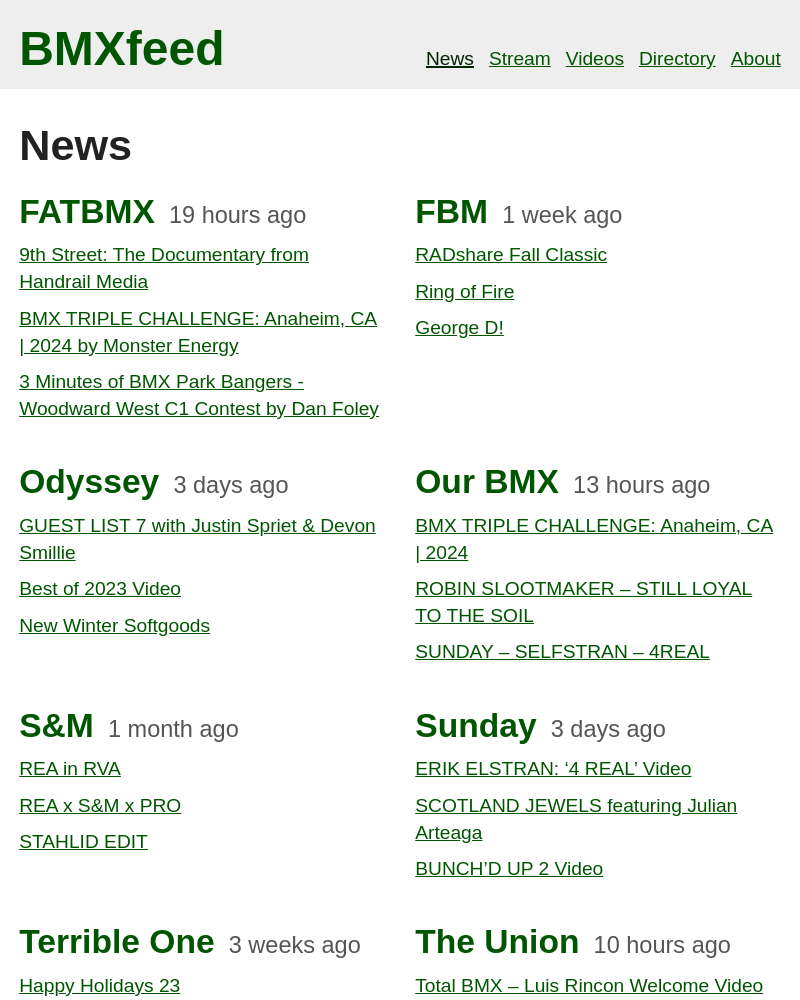 BMXfeed
News Stream Videos Directory About
News
FATBMX 19 hours ago
9th Street: The Documentary from
Handrail Media
BMX TRIPLE CHALLENGE: Anaheim, CA
| 2024 by Monster Energy
3 Minutes of BMX Park Bangers -
Woodward West C1 Contest by Dan Foley
FBM 1 week ago
RADshare Fall Classic
Ring of Fire
George D!
Odyssey 3 days ago
GUEST LIST 7 with Justin Spriet & Devon
Smillie
Best of 2023 Video
New Winter Softgoods
Our BMX 13 hours ago
BMX TRIPLE CHALLENGE: Anaheim, CA
| 2024
ROBIN SLOOTMAKER – STILL LOYAL
TO THE SOIL
SUNDAY – SELFSTRAN – 4REAL
S&M 1 month ago
REA in RVA
REA x S&M x PRO
STAHLID EDIT
Sunday 3 days ago
ERIK ELSTRAN: ‘4 REAL’ Video
SCOTLAND JEWELS featuring Julian
Arteaga
BUNCH’D UP 2 Video
Terrible One 3 weeks ago
Happy Holidays 23
The Union 10 hours ago
Total BMX – Luis Rincon Welcome Video